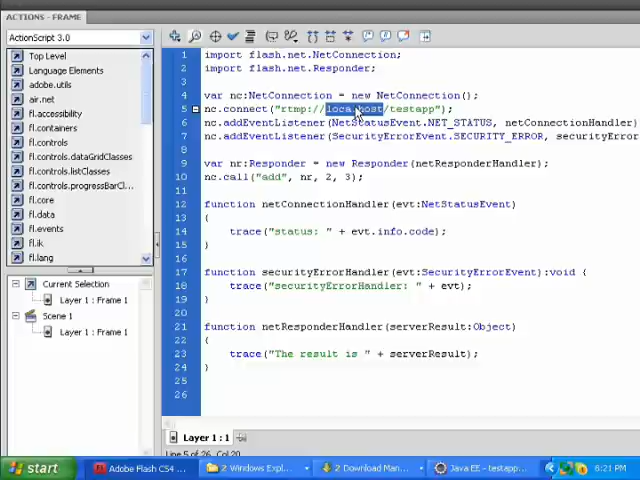 ACTIONS - FRAME
ActionScript 3.0
Top Level
Language Elements
adobe.utils
air.net
fl.accessibility
fl.containers
fl.controls
fl.controls.dataGridClasses
fl.controls.listClasses
fl.controls.progressBarCl...
fl.core
fl.data
fl.events
fl.ik
fl.lang
Current Selection
Layer 1 : Frame 1
Scene 1
Layer 1 : Frame 1
1 import flash.net.NetConnection;
2 import flash.net.Responder;
3
4 var nc:NetConnection = new NetConnection();
5 nc.connect("rtmp://localhost/testapp");
6 nc.addEventListener(NetStatusEvent.NET_STATUS, netConnectionHandler)
7 nc.addEventListener(SecurityErrorEvent.SECURITY_ERROR, securityError
8
9 var nr:Responder = new Responder(netResponderHandler);
10 nc.call("add", nr, 2, 3);
11
12 function netConnectionHandler(evt:NetStatusEvent)
13 {
14 trace("status: " + evt.info.code);
15 }
16
17 function securityErrorHandler(evt:SecurityErrorEvent):void {
18 trace("securityErrorHandler: " + evt);
19 }
20
21 function netResponderHandler(serverResult:Object)
22 {
23 trace("The result is " + serverResult);
24 }
25
26
Layer 1 : 1
Line 5 of 26, Col 20
start
Adobe Flash CS4 ...
2 Windows Expl...
2 Download Man...
Java EE - testapp...
6:21 PM